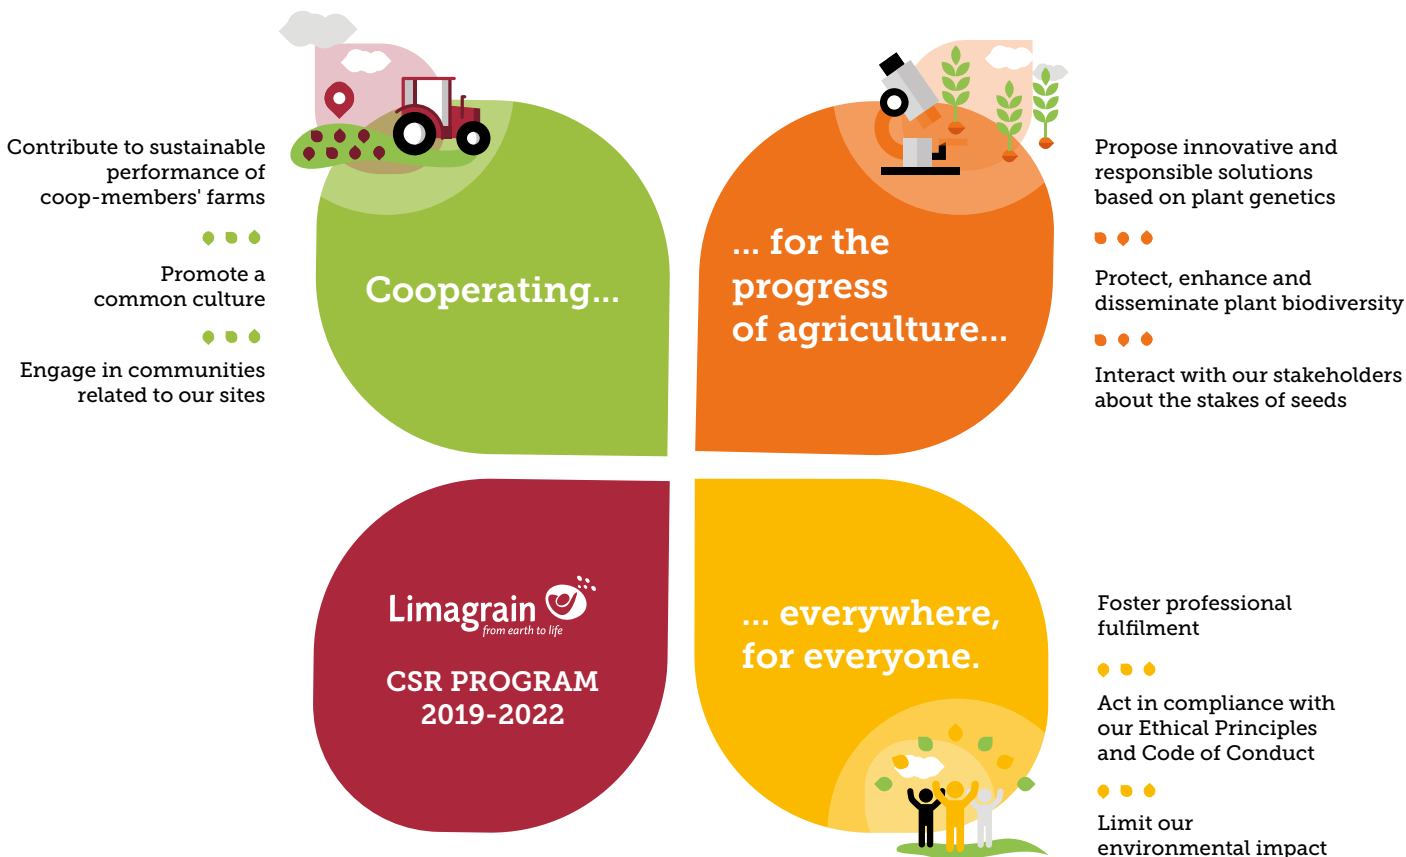 Contribute to sustainable
performance of
coop-members' farms
Promote a
common culture
Engage in communities
related to our sites
Cooperating...
... for the
progress
of agriculture...
Propose innovative and
responsible solutions
based on plant genetics
Protect, enhance and
disseminate plant biodiversity
Interact with our stakeholders
about the stakes of seeds
Limagrain
from earth to life
CSR PROGRAM
2019-2022
... everywhere,
for everyone.
Foster professional
fulfilment
Act in compliance with
our Ethical Principles
and Code of Conduct
Limit our
environmental impact